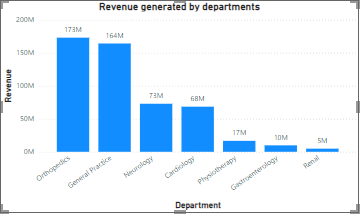 Revenue generated by departments
200M
150M
100M
50M
0M
Revenue
173M
164M
73M
68M
17M
10M
5M
Orthopedics
General Practice
Neurology
Cardiology
Physiotherapy
Gastroenterology
Renal
Department